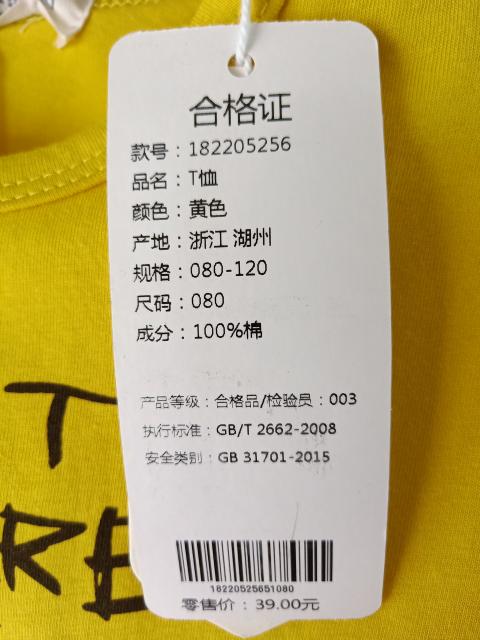 合格证
款号：182205256
品名：T恤
颜色：黄色
产地：浙江 湖州
规格：080-120
尺码：080
成分：100%棉
产品等级：合格品/检验员：003
执行标准：GB/T 2662-2008
安全类别：GB 31701-2015
18220525651080
零售价：39.00元
T
RE